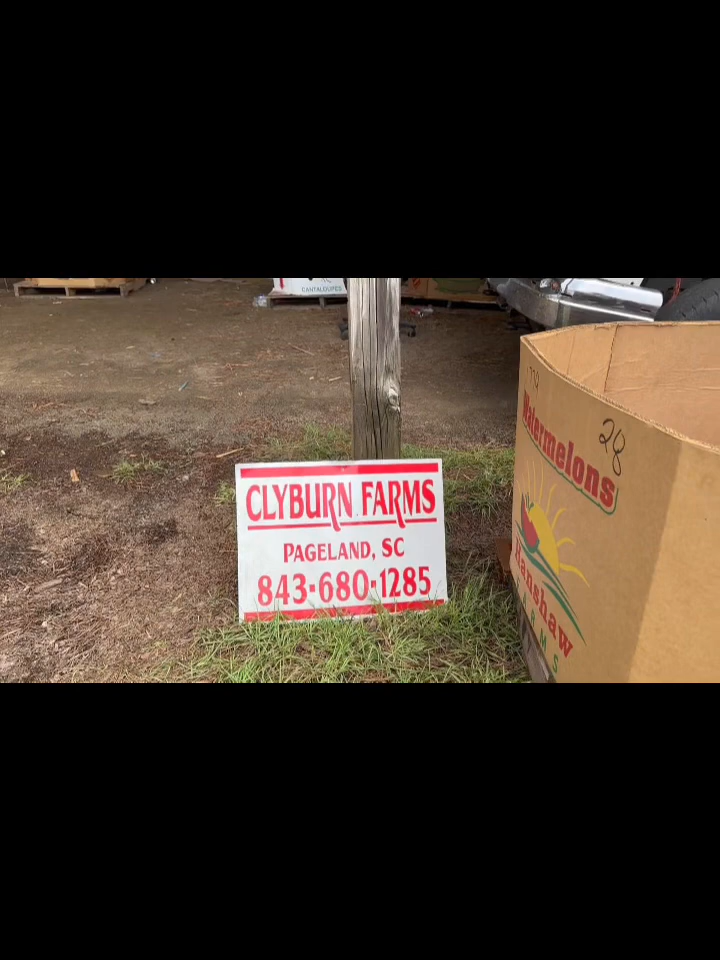 CANTALOUPES
CLYBURN FARMS
PAGELAND, SC
843-680-1285
Watermelons
28
Hanshaw
FARMS